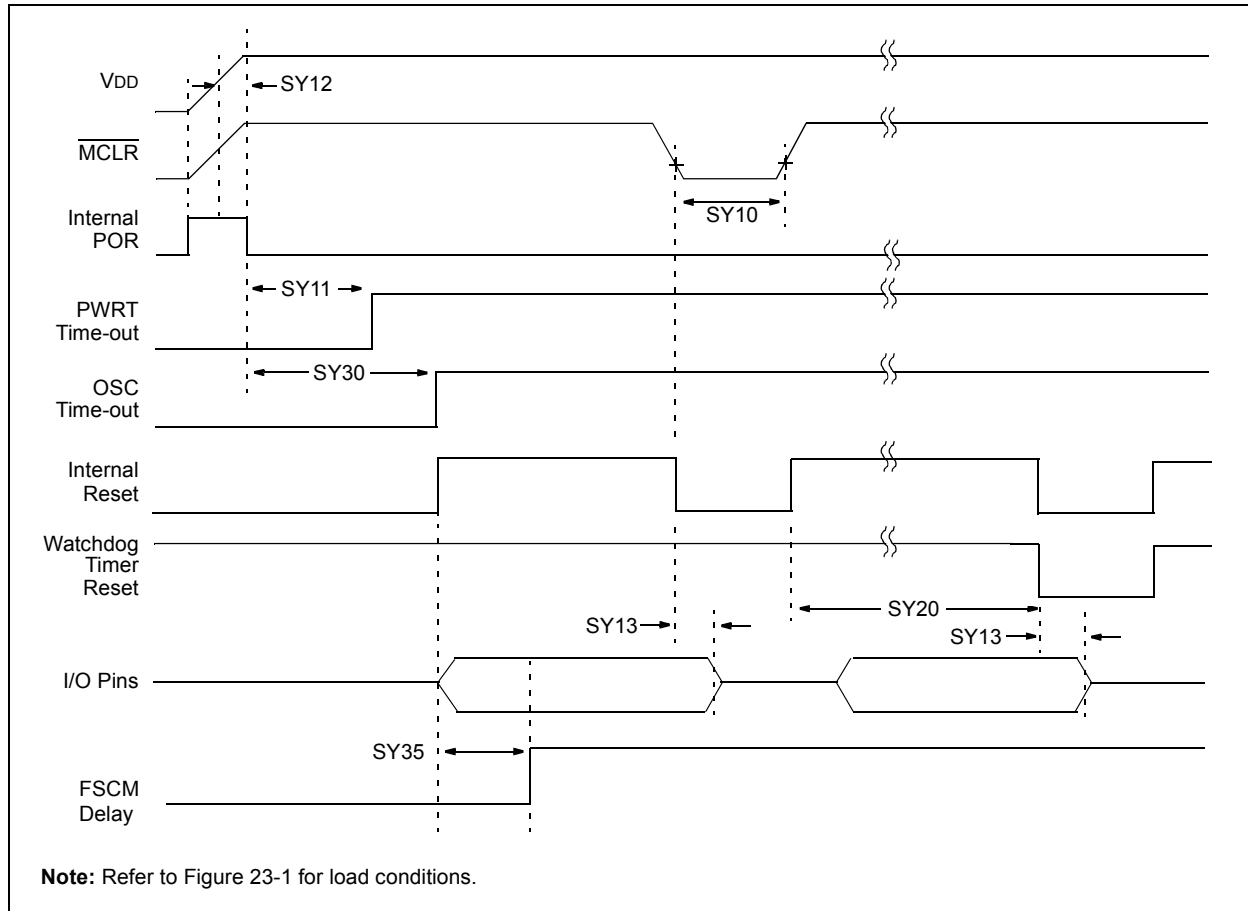 VDD
SY12
MCLR
SY10
Internal
POR
SY11
PWRT
Time-out
SY30
OSC
Time-out
Internal
Reset
Watchdog
Timer
Reset
SY20
SY13
SY13
I/O Pins
SY35
FSCM
Delay
Note: Refer to Figure 23-1 for load conditions.